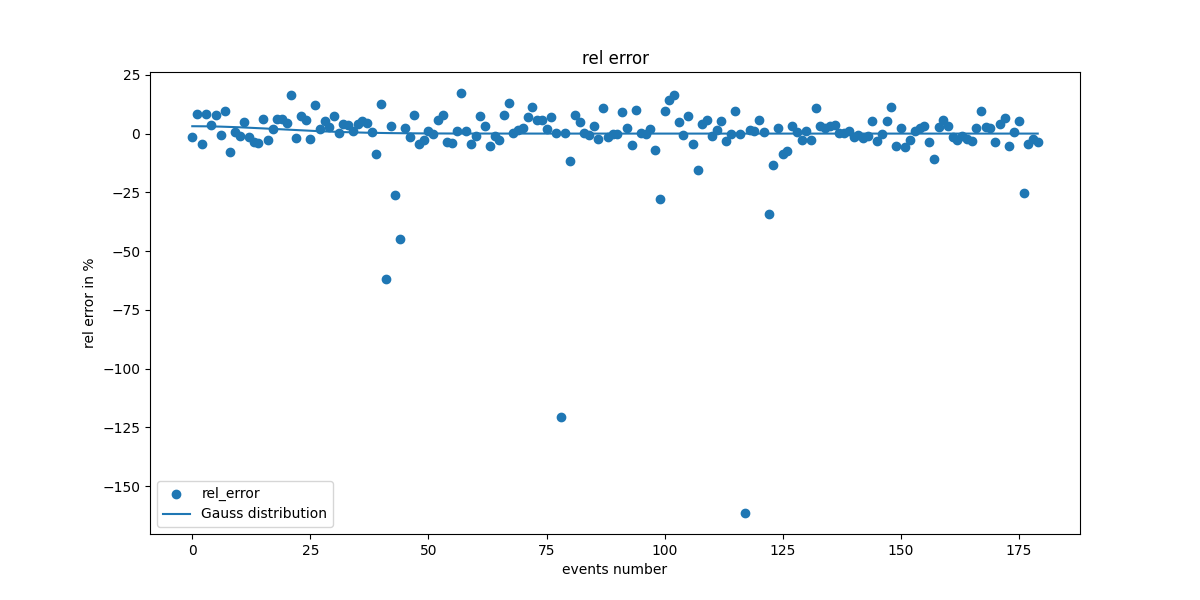 rel error
25
0
−25
−50
−75
−100
−125
−150
rel error in %
rel_error
Gauss distribution
0 25 50 75 100 125 150 175
events number